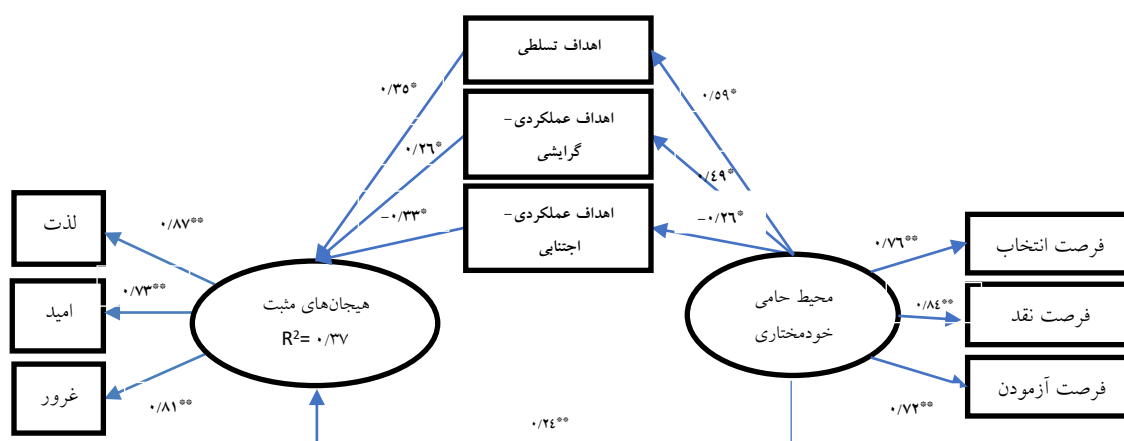 اهداف تسلطی
۰/۳۵*
۰/۵۹*
اهداف عملکردی-
گرایشی
۰/۲۶*
۰/۴۹*
اهداف عملکردی-
اجتنابی
-۰/۳۳*
-۰/۲۶*
فرصت انتخاب
۰/۷۶**
محیط حامی
خودمختاری
۰/۸٤**
فرصت نقد
۰/۷۲**
فرصت آزمودن
لذت
۰/۸۷**
هیجان‌های مثبت
R²= ۰/۳۷
۰/۷۳**
امید
۰/۸۱**
غرور
۰/۲٤**